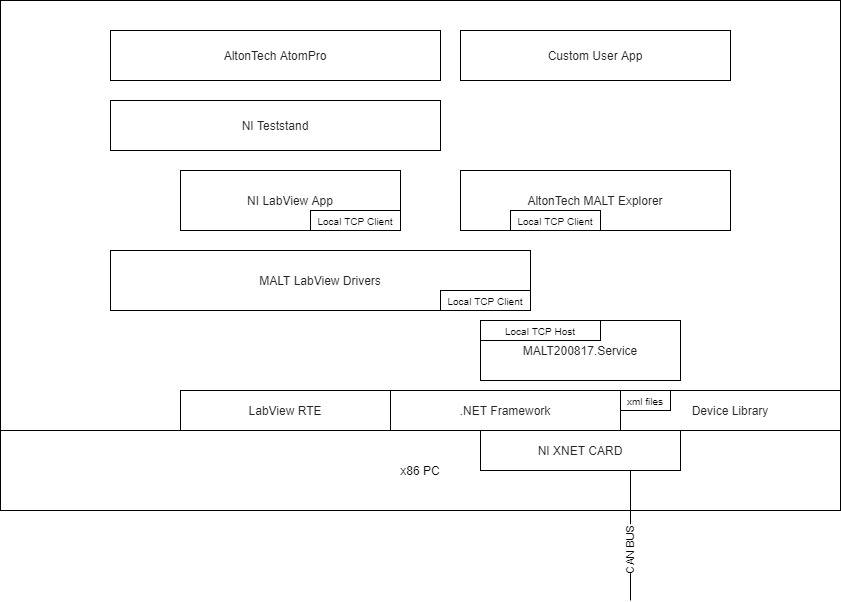 AltonTech AtomPro
Custom User App
NI Teststand
NI LabView App
Local TCP Client
AltonTech MALT Explorer
Local TCP Client
MALT LabView Drivers
Local TCP Client
Local TCP Host
MALT200817.Service
LabView RTE
.NET Framework
xml files
Device Library
NI XNET CARD
x86 PC
CAN BUS